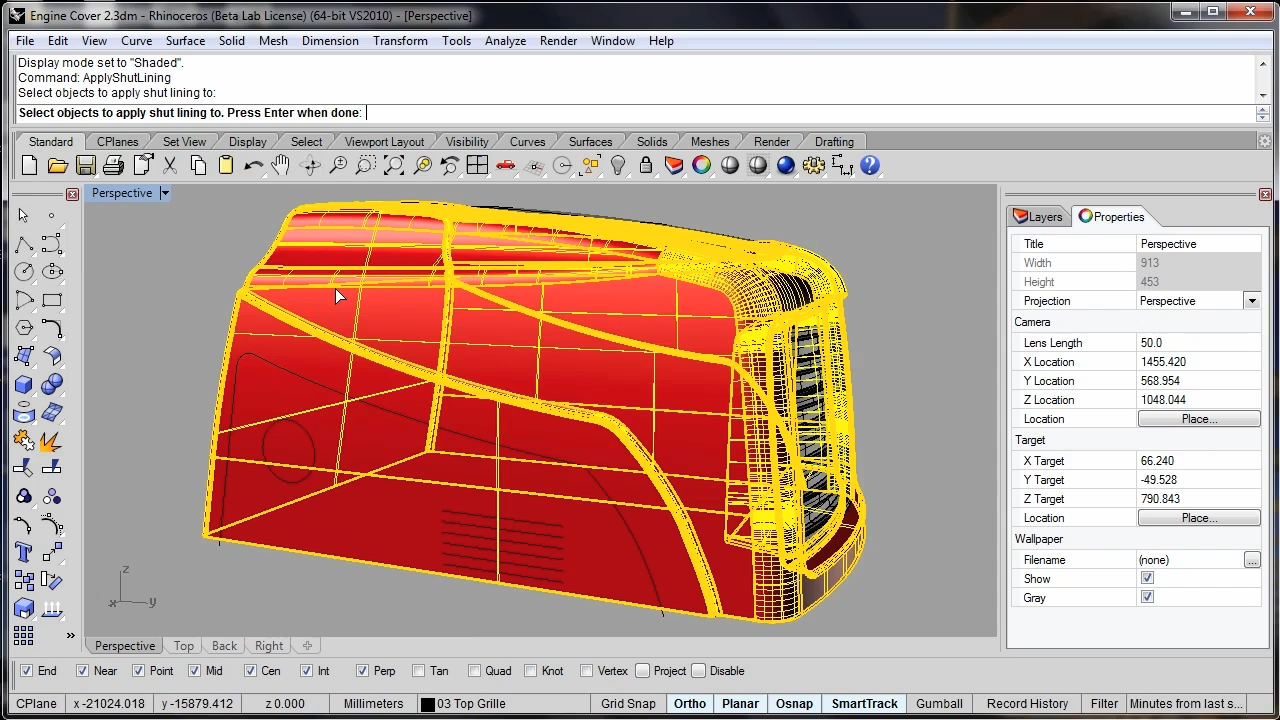 Engine Cover 2.3dm - Rhinoceros (Beta Lab License) (64-bit VS2010) - [Perspective]
File Edit View Curve Surface Solid Mesh Dimension Transform Tools Analyze Render Window Help
Display mode set to "Shaded".
Command: ApplyShutLining
Select objects to apply shut lining to:
Select objects to apply shut lining to. Press Enter when done:
Standard CPlanes Set View Display Select Viewport Layout Visibility Curves Surfaces Solids Meshes Render Drafting
Perspective
Layers Properties
Title Perspective
Width 913
Height 453
Projection Perspective
Camera
Lens Length 50.0
X Location 1455.420
Y Location 568.954
Z Location 1048.044
Location Place...
Target
X Target 66.240
Y Target -49.528
Z Target 790.843
Location Place...
Wallpaper
Filename (none) ...
Show
Gray
z
x y
Perspective Top Back Right
End Near Point Mid Cen Int Perp Tan Quad Knot Vertex Project Disable
CPlane x -21024.018 y -15879.412 z 0.000 Millimeters 03 Top Grille Grid Snap Ortho Planar Osnap SmartTrack Gumball Record History Filter Minutes from last s...